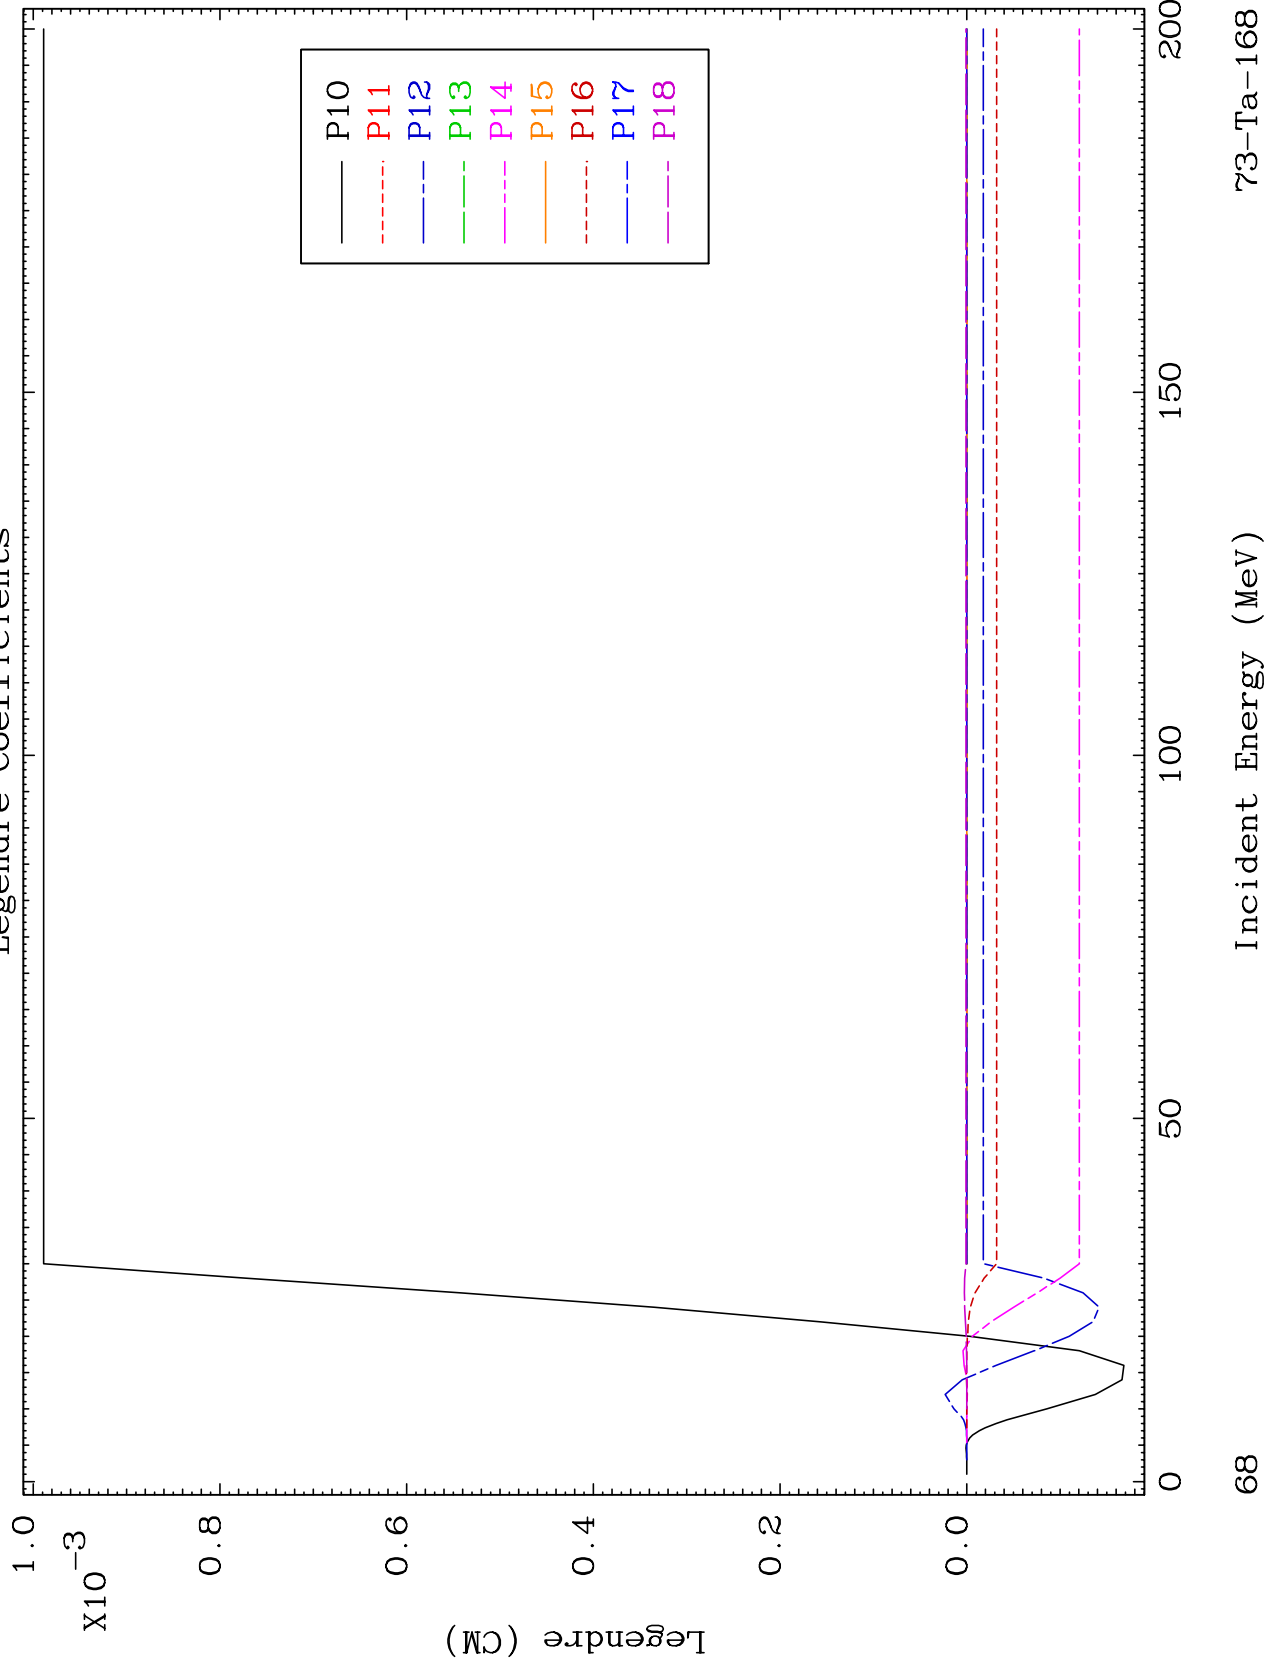 Legendre Coefficients
1.0
X10-3
0.8
0.6
0.4
0.2
0.0
Legendre (CM)
P10
P11
P12
P13
P14
P15
P16
P17
P18
0
50
100
150
200
68
Incident Energy (MeV)
73-Ta-168